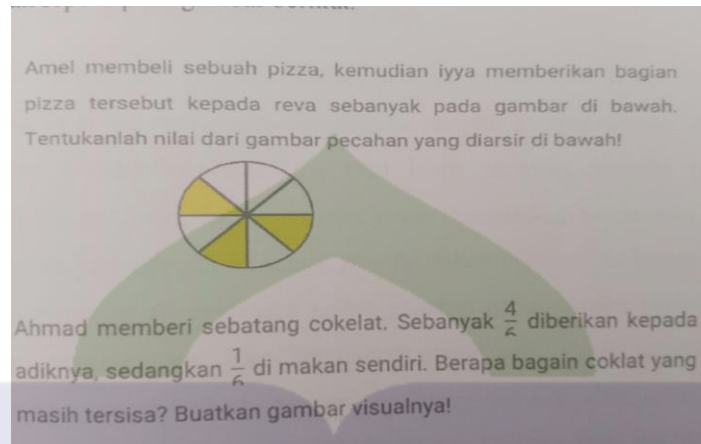 Amel membeli sebuah pizza, kemudian iyya memberikan bagian
pizza tersebut kepada reva sebanyak pada gambar di bawah.
Tentukanlah nilai dari gambar pecahan yang diarsir di bawah!
Ahmad memberi sebatang cokelat. Sebanyak 4/6 diberikan kepada
adiknya, sedangkan 1/6 di makan sendiri. Berapa bagain coklat yang
masih tersisa? Buatkan gambar visualnya!